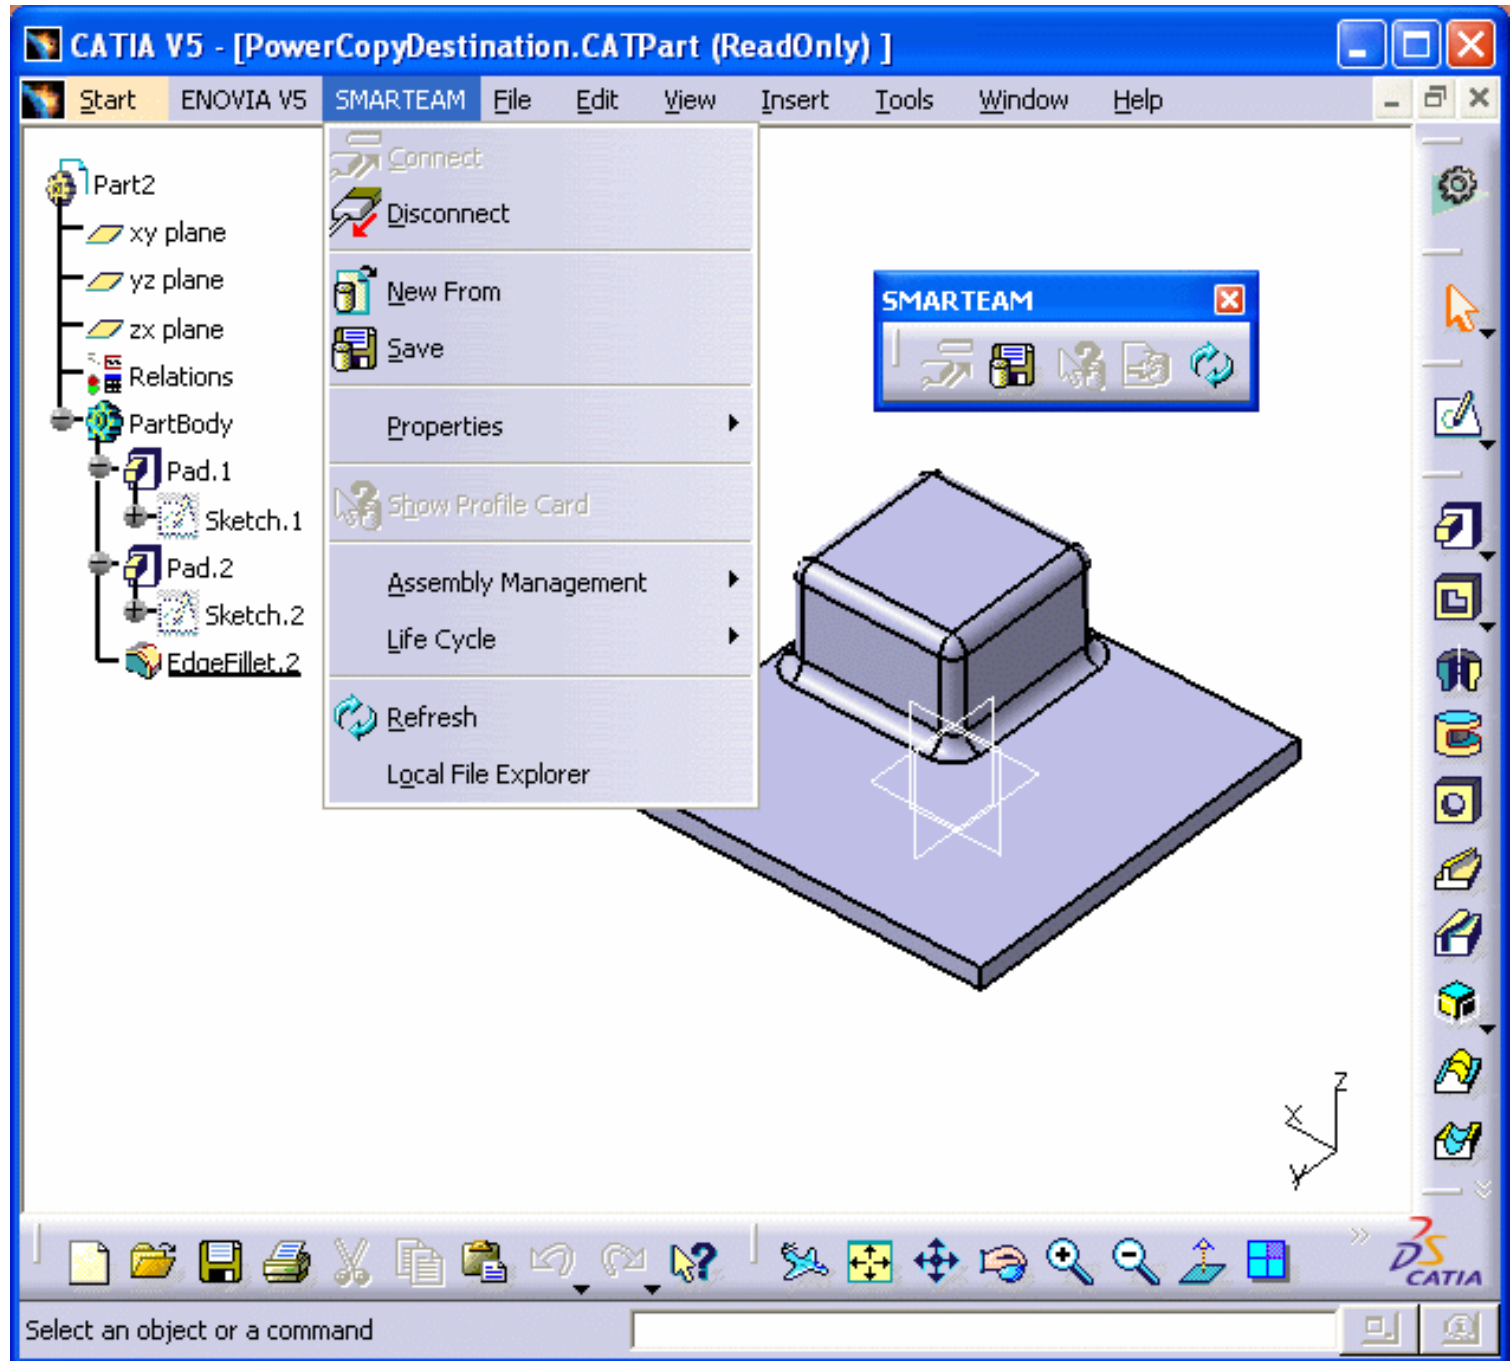 CATIA V5 - [PowerCopyDestination.CATPart (ReadOnly) ]
Start ENOVIA V5 SMARTEAM File Edit View Insert Tools Window Help
Connect
Disconnect
New From
Save
Properties
Show Profile Card
Assembly Management
Life Cycle
Refresh
Local File Explorer
Part2
xy plane
yz plane
zx plane
Relations
PartBody
Pad.1
Sketch.1
Pad.2
Sketch.2
EdgeFillet.2
SMARTEAM
z
x
y
DS
CATIA
Select an object or a command